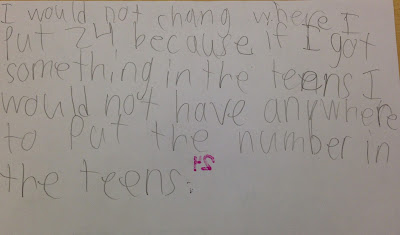 I would not shang where I
Put 24 because if I got
something in the teens I
would not have anywhere
to Put the number in
the teens.